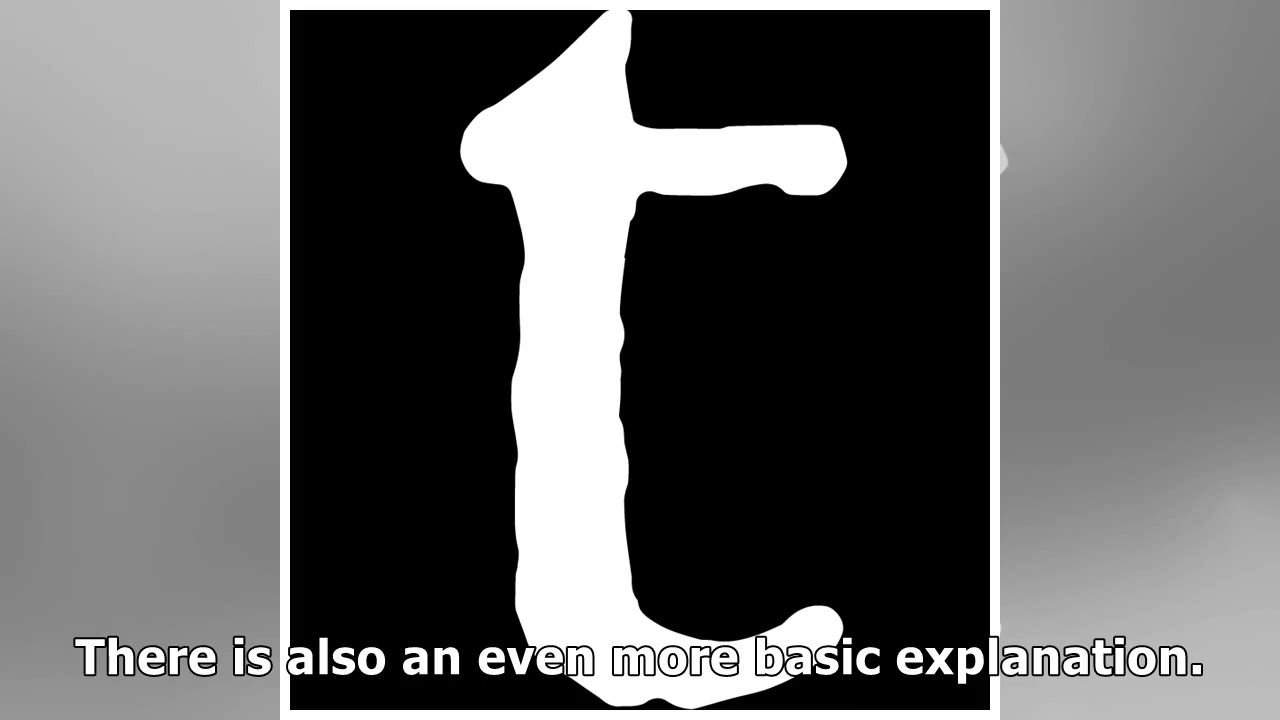 t
There is also an even more basic explanation.